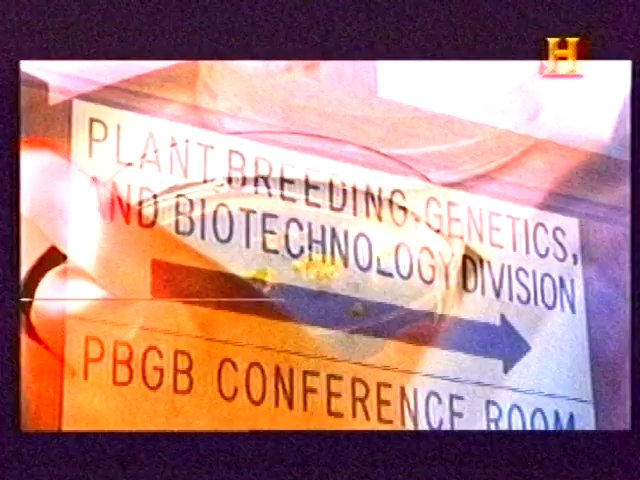 H
PLANT BREEDING, GENETICS,
AND BIOTECHNOLOGY DIVISION
PBGB CONFERENCE ROOM